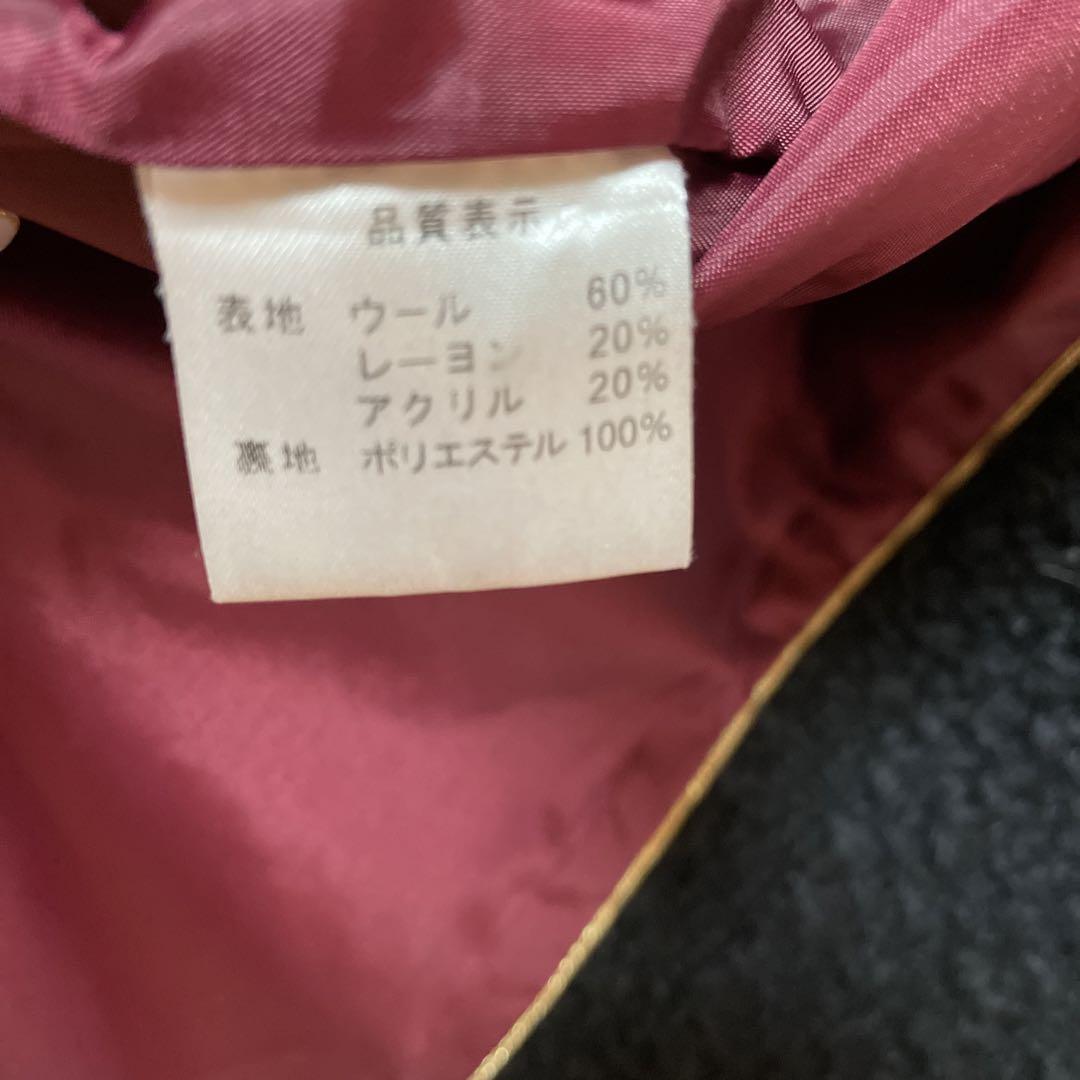 品質表示
表地 ウール 60%
レーヨン 20%
アクリル 20%
裏地 ポリエステル 100%